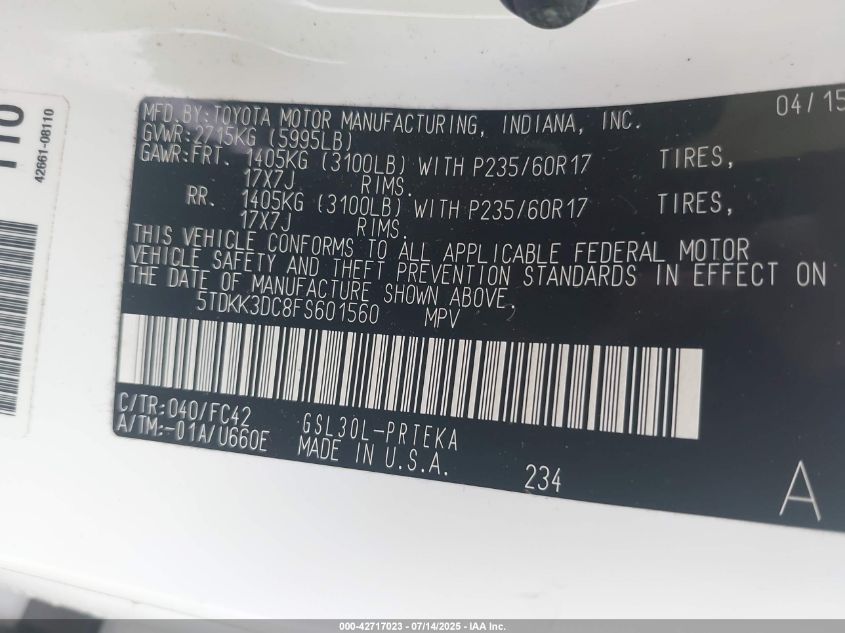 MFD.BY:TOYOTA MOTOR MANUFACTURING, INDIANA, INC. 04/15
GVWR:2715KG (5995LB)
GAWR:FRT. 1405KG (3100LB) WITH P235/60R17 TIRES,
17X7J RIMS.
RR. 1405KG (3100LB) WITH P235/60R17 TIRES,
17X7J RIMS.
THIS VEHICLE CONFORMS TO ALL APPLICABLE FEDERAL MOTOR
VEHICLE SAFETY AND THEFT PREVENTION STANDARDS IN EFFECT ON
THE DATE OF MANUFACTURE SHOWN ABOVE.
5TDKK3DC8FS601560 MPV
C/TR:040/FC42 GSL30L-PRTEKA
A/TM:-01A/U660E MADE IN U.S.A.
234
A
42661-08110
110
000-42717023 - 07/14/2025 - IAA Inc.